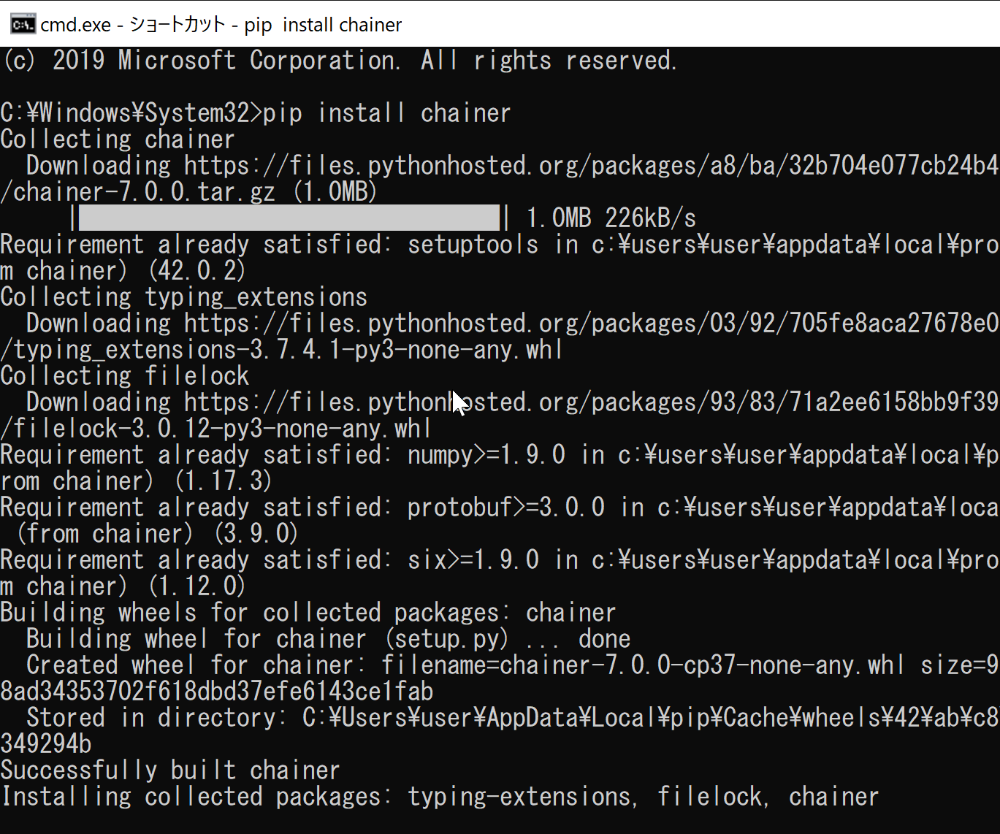 cmd.exe - ショートカット - pip  install chainer
(c) 2019 Microsoft Corporation. All rights reserved.
C:¥Windows¥System32>pip install chainer
Collecting chainer
  Downloading https://files.pythonhosted.org/packages/a8/ba/32b704e077cb24b4
/chainer-7.0.0.tar.gz (1.0MB)
     |████████████████████████████████| 1.0MB 226kB/s
Requirement already satisfied: setuptools in c:¥users¥user¥appdata¥local¥pro
m chainer) (42.0.2)
Collecting typing_extensions
  Downloading https://files.pythonhosted.org/packages/03/92/705fe8aca27678e0
/typing_extensions-3.7.4.1-py3-none-any.whl
Collecting filelock
  Downloading https://files.pythonhosted.org/packages/93/83/71a2ee6158bb9f39
/filelock-3.0.12-py3-none-any.whl
Requirement already satisfied: numpy>=1.9.0 in c:¥users¥user¥appdata¥local¥p
rom chainer) (1.17.3)
Requirement already satisfied: protobuf>=3.0.0 in c:¥users¥user¥appdata¥loca
 (from chainer) (3.9.0)
Requirement already satisfied: six>=1.9.0 in c:¥users¥user¥appdata¥local¥pro
m chainer) (1.12.0)
Building wheels for collected packages: chainer
  Building wheel for chainer (setup.py) ... done
  Created wheel for chainer: filename=chainer-7.0.0-cp37-none-any.whl size=9
8ad34353702f618dbd37efe6143ce1fab
  Stored in directory: C:¥Users¥user¥AppData¥Local¥pip¥Cache¥wheels¥42¥ab¥c8
349294b
Successfully built chainer
Installing collected packages: typing-extensions, filelock, chainer